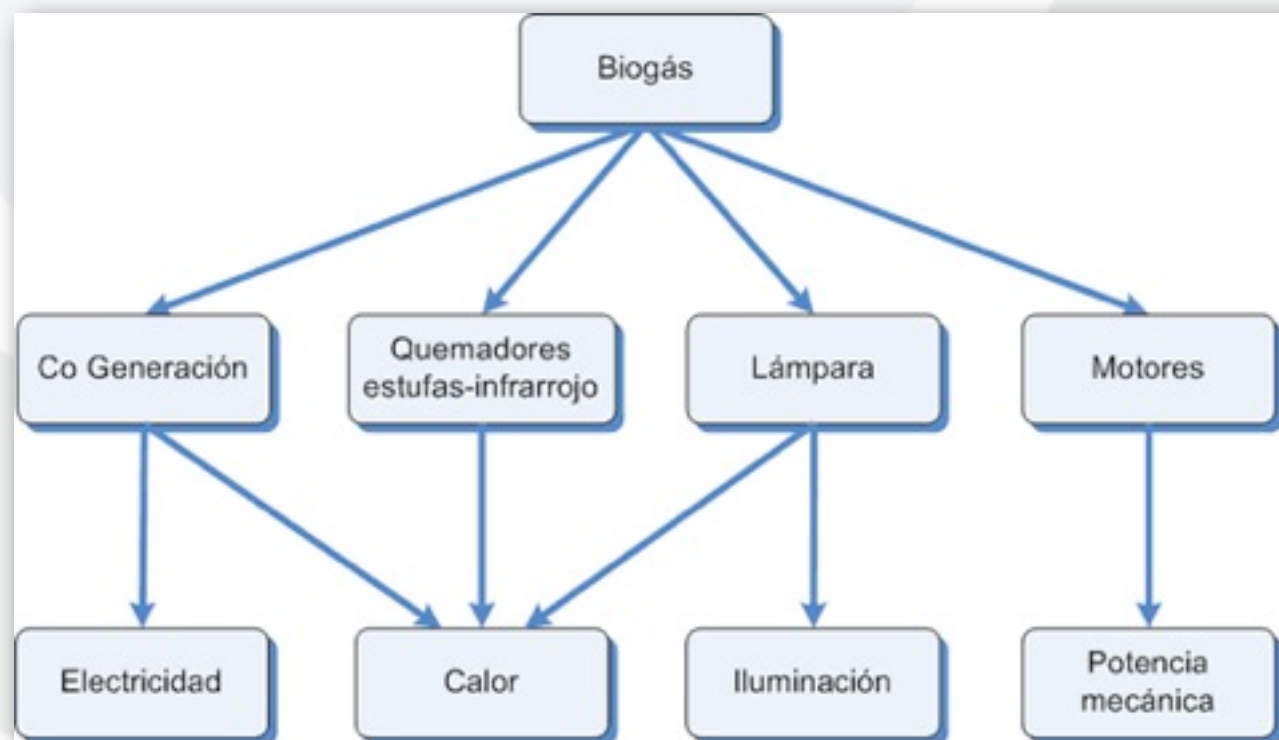 Biogás
Co Generación
Quemadores
estufas-infrarrojo
Lámpara
Motores
Electricidad
Calor
Iluminación
Potencia
mecánica